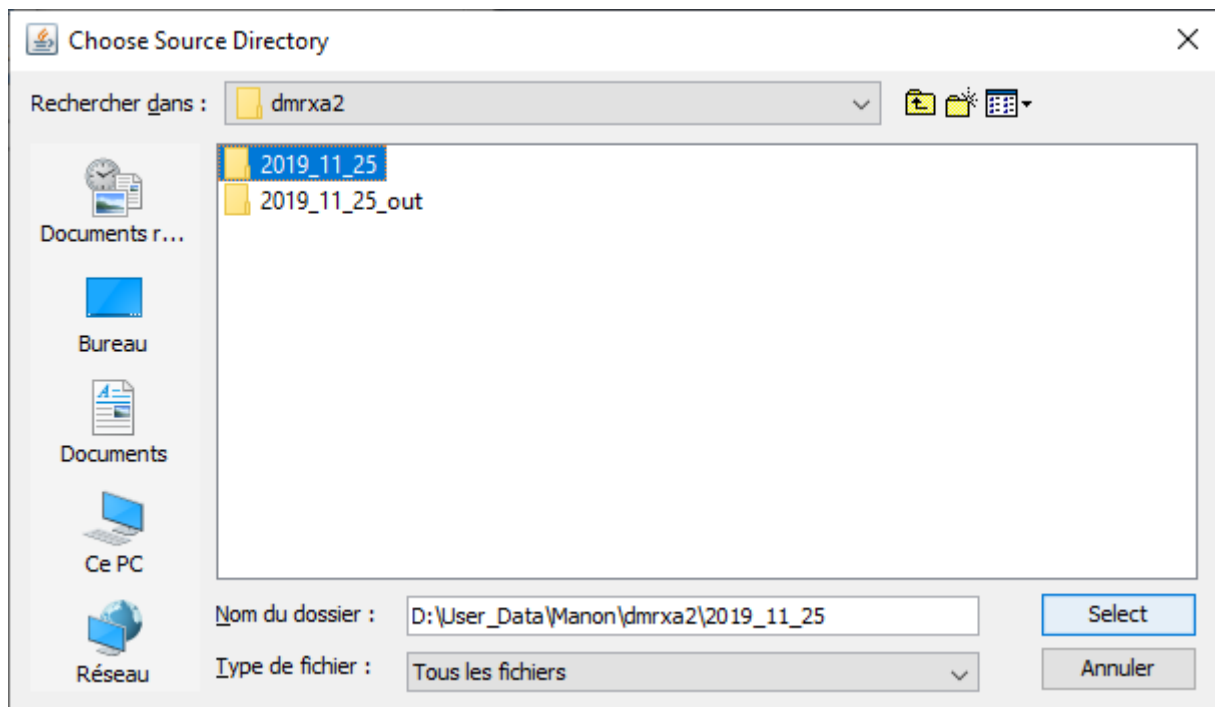 Choose Source Directory
Rechercher dans :
dmrxa2
2019_11_25
2019_11_25_out
Documents r...
Bureau
Documents
Ce PC
Réseau
Nom du dossier :
D:\User_Data\Manon\dmrxa2\2019_11_25
Select
Type de fichier :
Tous les fichiers
Annuler